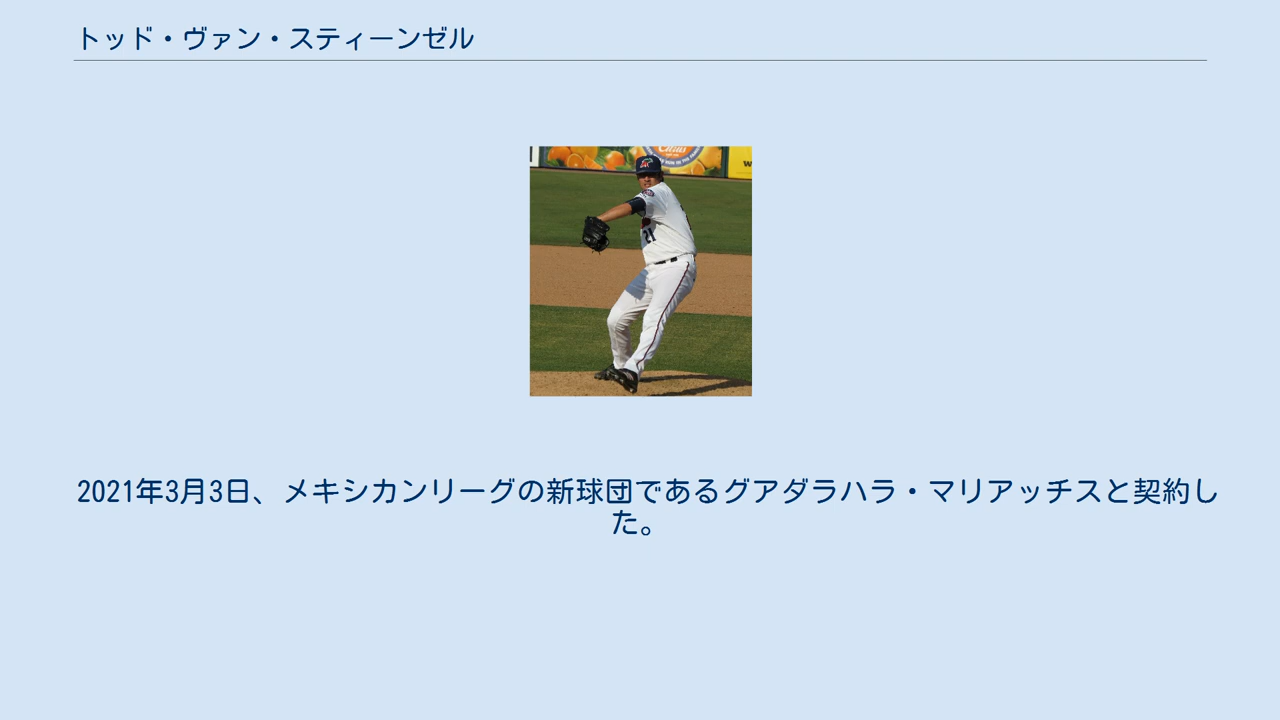 トッド・ヴァン・スティーンゼル
Citrus
21
2021年3月3日、メキシカンリーグの新球団であるグアダラハラ・マリアッチスと契約し
た。